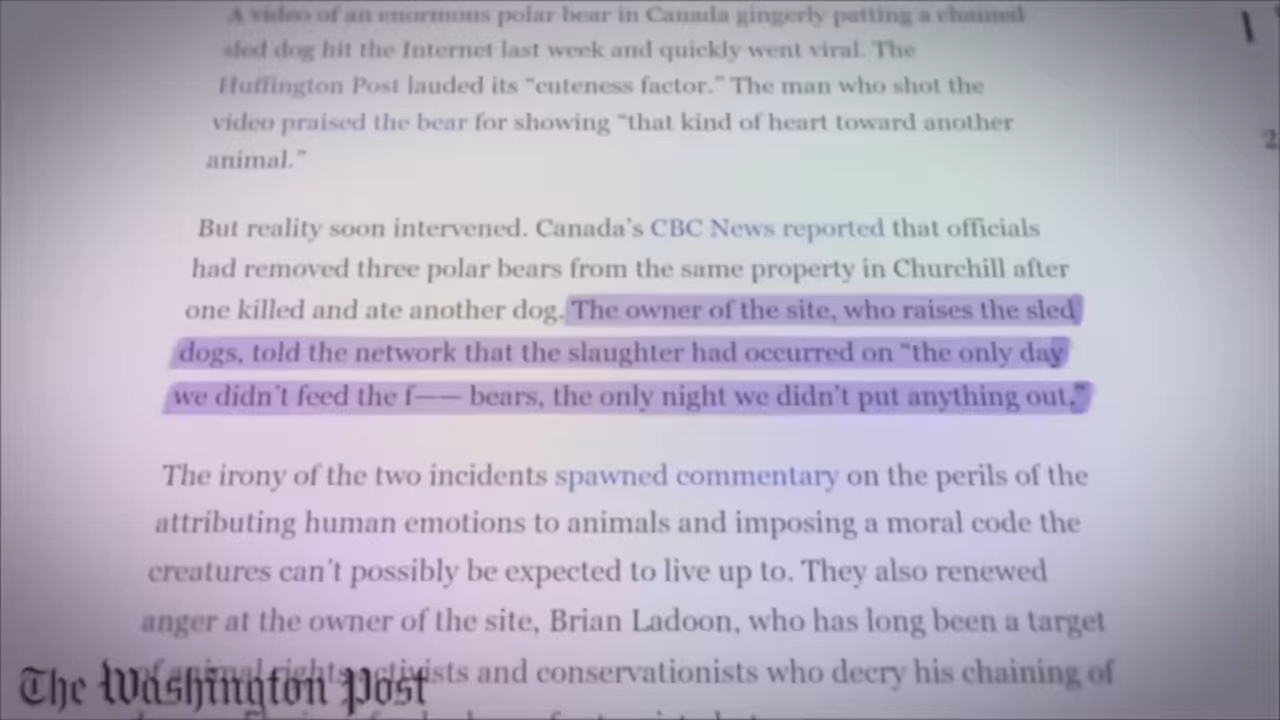 A video of an enormous polar bear in Canada gingerly patting a chained
sled dog hit the Internet last week and quickly went viral. The
Huffington Post lauded its “cuteness factor.” The man who shot the
video praised the bear for showing “that kind of heart toward another
animal.”
But reality soon intervened. Canada’s CBC News reported that officials
had removed three polar bears from the same property in Churchill after
one killed and ate another dog. The owner of the site, who raises the sled
dogs, told the network that the slaughter had occurred on “the only day
we didn’t feed the f—— bears, the only night we didn’t put anything out.”
The irony of the two incidents spawned commentary on the perils of the
attributing human emotions to animals and imposing a moral code the
creatures can’t possibly be expected to live up to. They also renewed
anger at the owner of the site, Brian Ladoon, who has long been a target
of animal rights activists and conservationists who decry his chaining of
The Washington Post